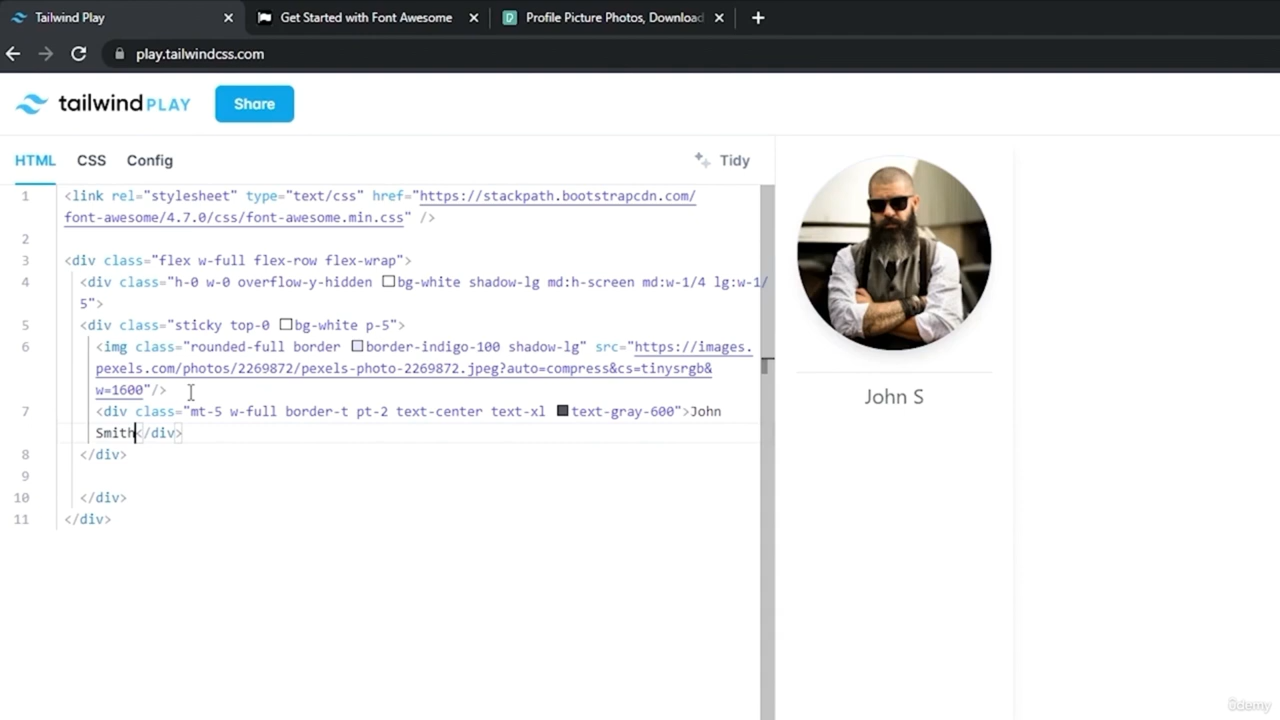 Tailwind Play
Get Started with Font Awesome
Profile Picture Photos, Download
play.tailwindcss.com
tailwind PLAY
Share
HTML CSS Config
Tidy
1 <link rel="stylesheet" type="text/css" href="https://stackpath.bootstrapcdn.com/
font-awesome/4.7.0/css/font-awesome.min.css" />
2
3 <div class="flex w-full flex-row flex-wrap">
4 <div class="h-0 w-0 overflow-y-hidden bg-white shadow-lg md:h-screen md:w-1/4 lg:w-1/
5">
5 <div class="sticky top-0 bg-white p-5">
6 <img class="rounded-full border border-indigo-100 shadow-lg" src="https://images.
pexels.com/photos/2269872/pexels-photo-2269872.jpeg?auto=compress&cs=tinysrgb&
w=1600"/>
7 <div class="mt-5 w-full border-t pt-2 text-center text-xl text-gray-600">John
Smith</div>
8 </div>
9
10 </div>
11 </div>
John S
ûdemy